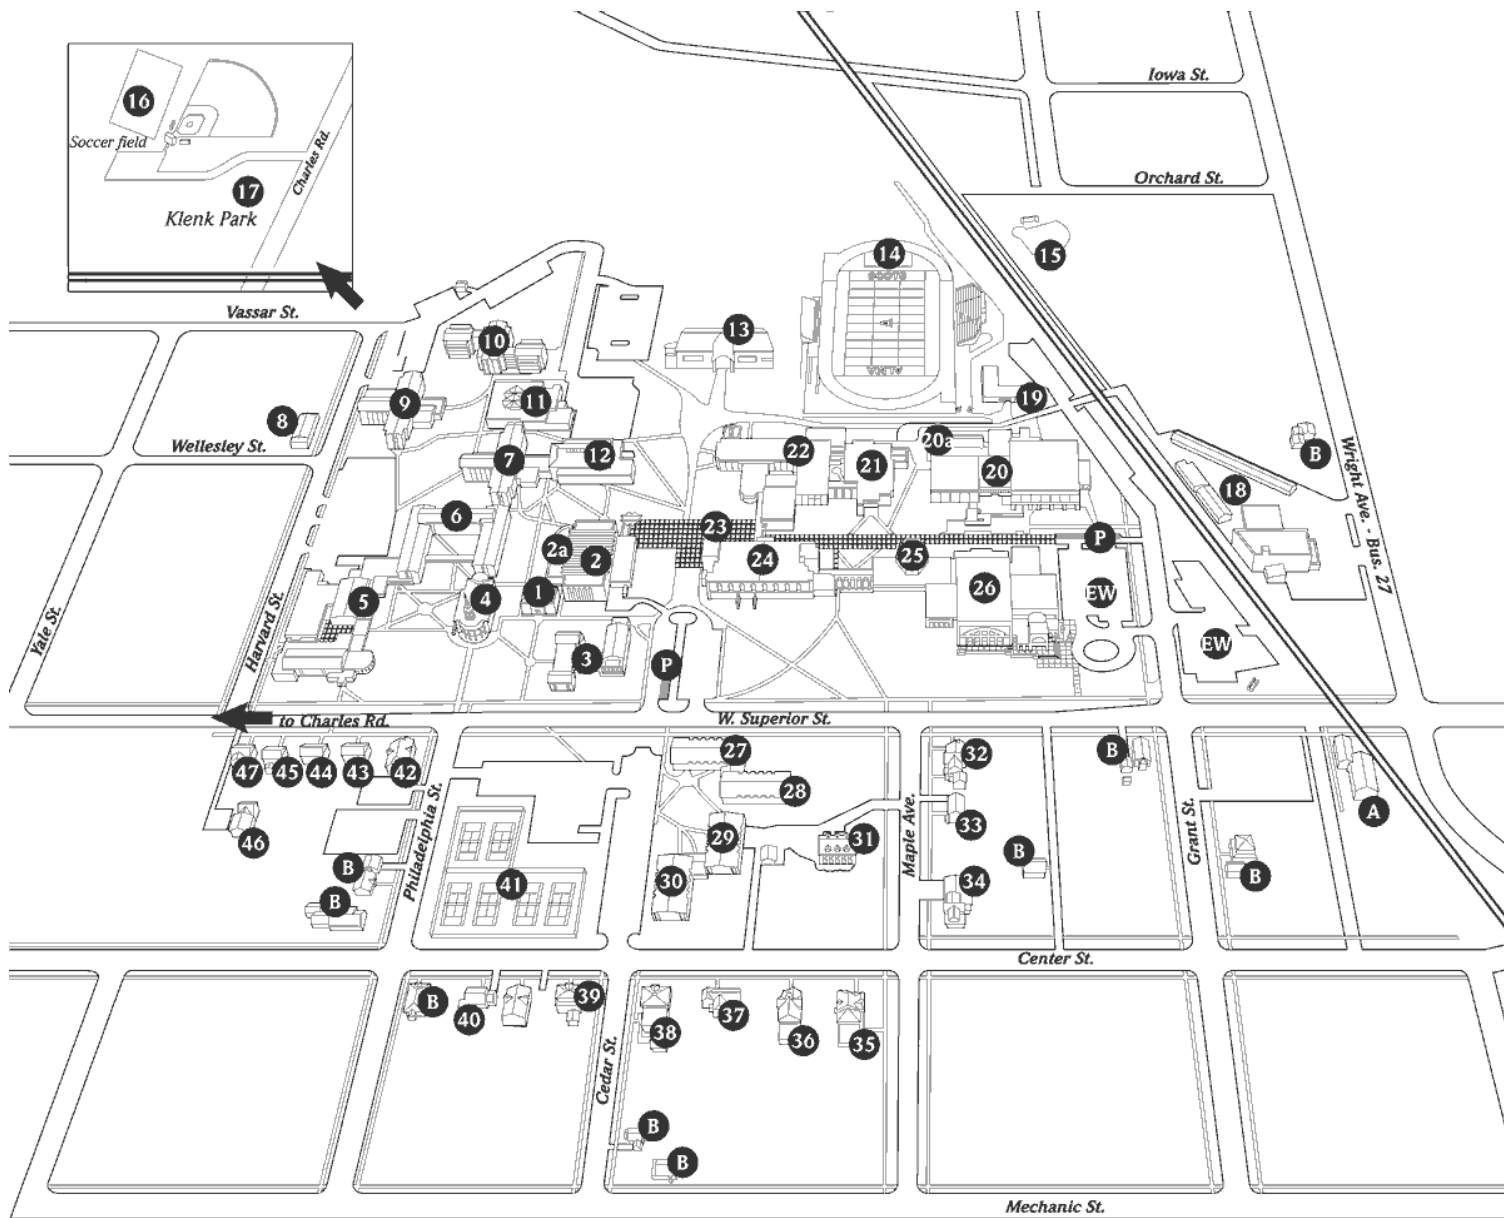 Iowa St.
16
Soccer field
Charles Rd.
17
Klenk Park
Orchard St.
15
14
SCOTS
A
ALMA
Vassar St.
13
10
9
11
19
8
Wellesley St.
7
12
22
21
20a
20
B
Wright Ave. - Bus. 27
18
6
23
P
2a
2
24
25
5
4
1
26
EW
Yale St.
Harvard St.
3
P
EW
to Charles Rd.
W. Superior St.
47
45
44
43
42
27
32
B
28
46
Philadelphia St.
29
31
Maple Ave.
33
Grant St.
A
B
41
30
B
34
B
B
Center St.
B
40
39
38
37
36
35
Cedar St.
B
B
Mechanic St.